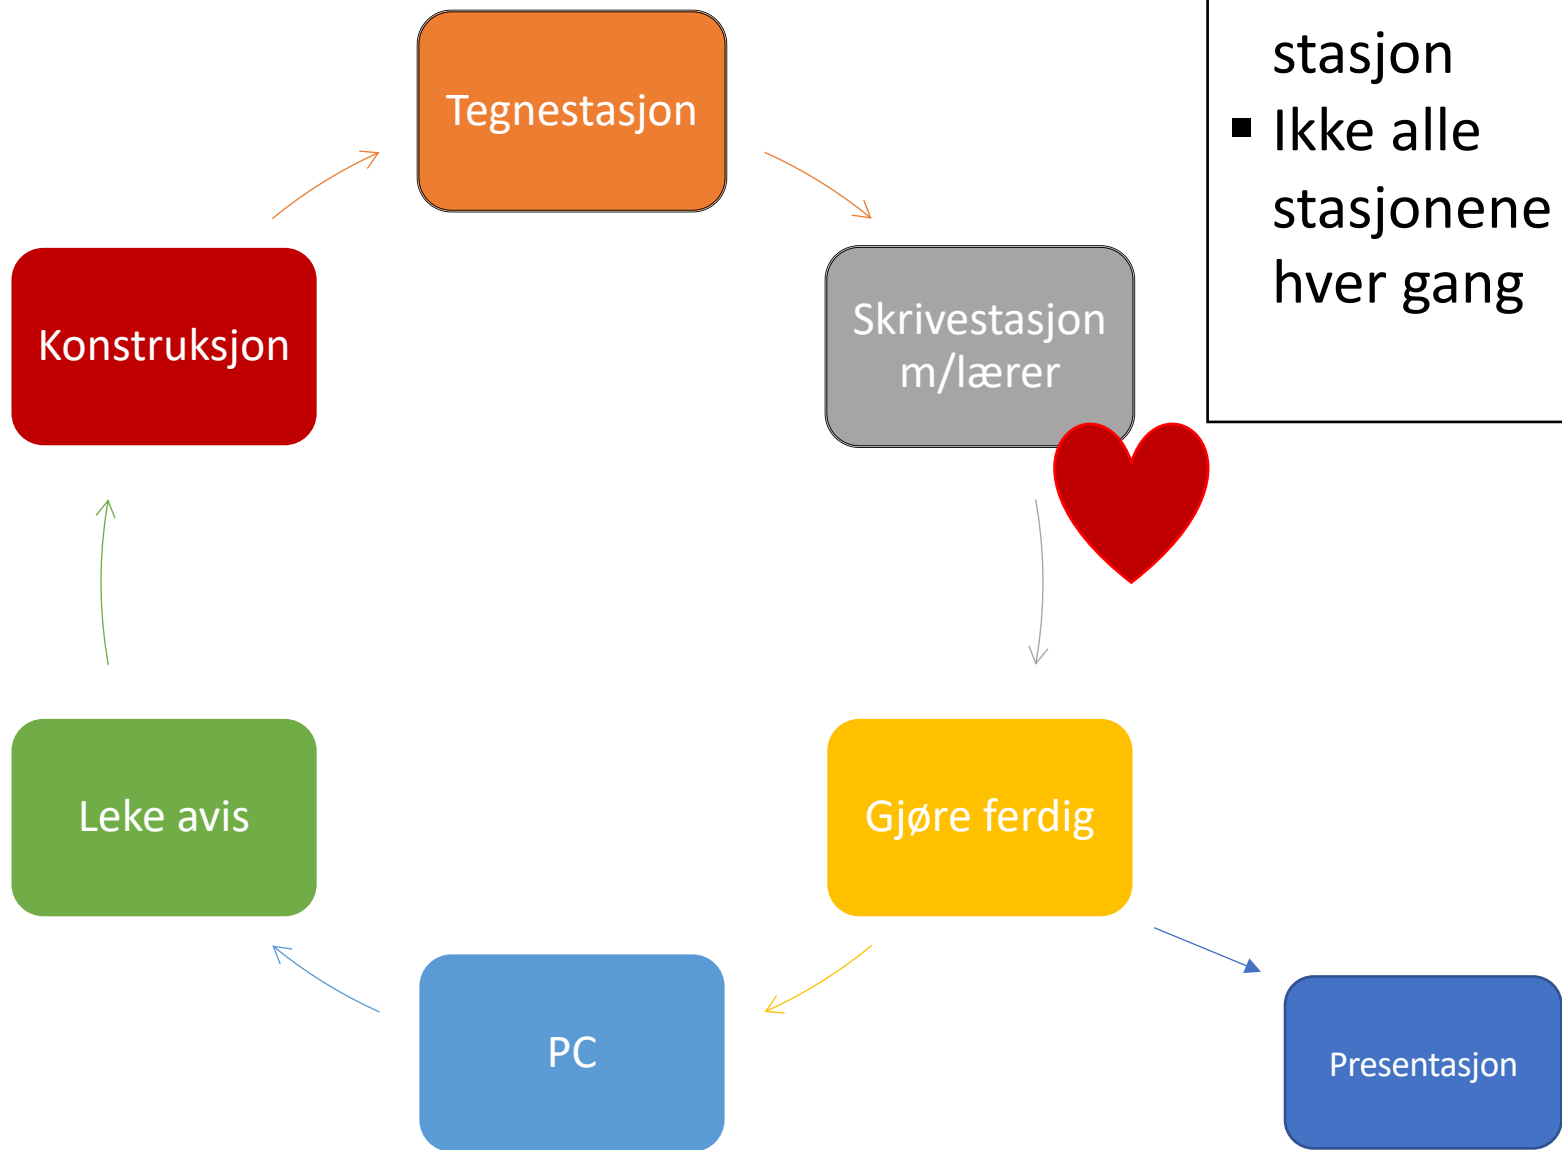 Tegnestasjon
stasjon
▪ Ikke alle
stasjonene
hver gang
Skrivestasjon
m/lærer
Konstruksjon
Leke avis
Gjøre ferdig
PC
Presentasjon